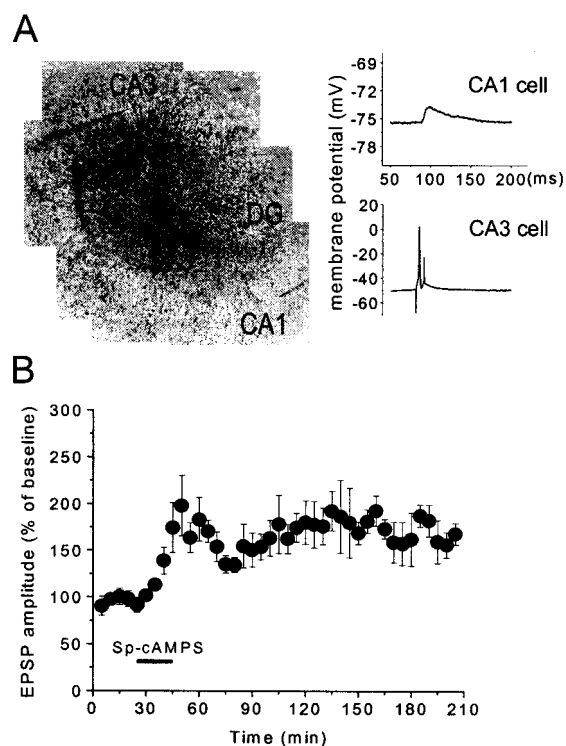 A
CA3
DG
CA1
membrane potential (mV)
-69
-72
-75
-78
CA1 cell
50 100 150 200 (ms)
20
0
-20
-40
-60
CA3 cell
B
EPSP amplitude (% of baseline)
300
250
200
150
100
50
0
Sp-cAMPS
0 30 60 90 120 150 180 210
Time (min)